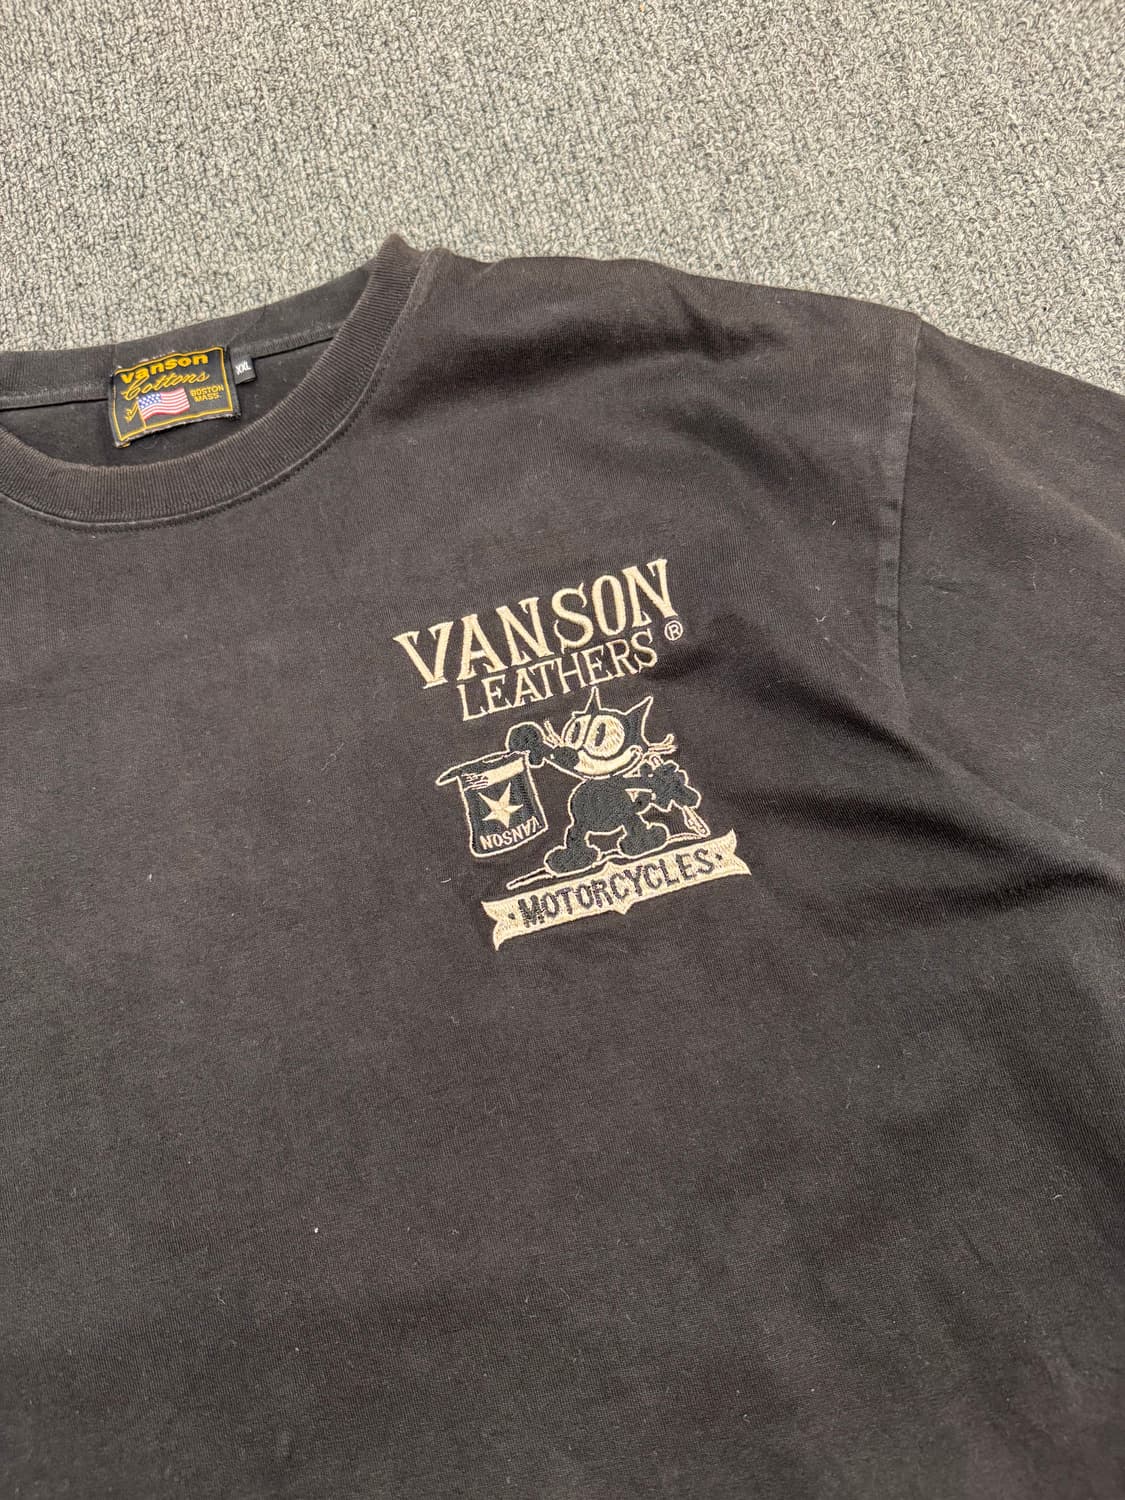 vanson
Cottons
BOSTON
MASS
XXL
VANSON
LEATHERS ®
VANSON
MOTORCYCLES